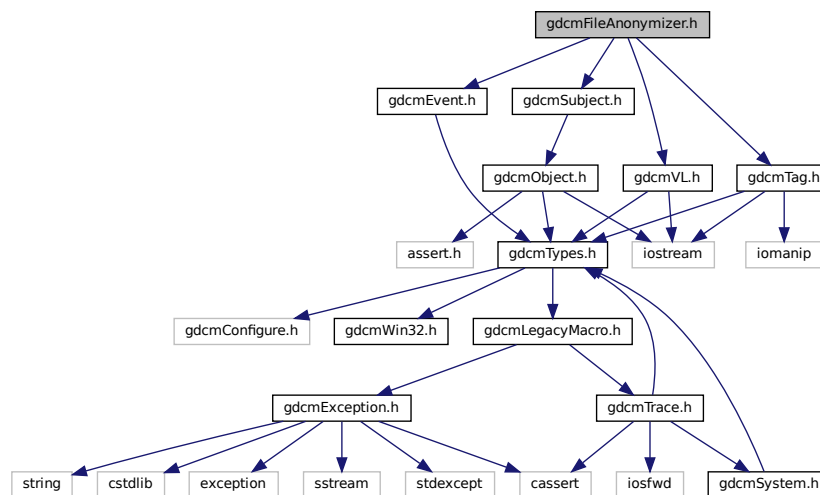 gdcmFileAnonymizer.h
gdcmEvent.h
gdcmSubject.h
gdcmObject.h
gdcmVL.h
gdcmTag.h
assert.h
gdcmTypes.h
iostream
iomanip
gdcmConfigure.h
gdcmWin32.h
gdcmLegacyMacro.h
gdcmException.h
gdcmTrace.h
string
cstdlib
exception
sstream
stdexcept
cassert
iosfwd
gdcmSystem.h